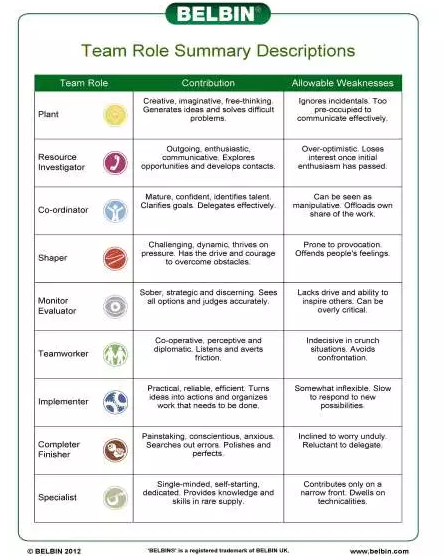 BELBIN®
Team Role Summary Descriptions
Team Role Contribution Allowable Weaknesses
Plant
Creative, imaginative, free-thinking.
Generates ideas and solves difficult
problems.
Ignores incidentals. Too
pre-occupied to
communicate effectively.
Resource
Investigator
Outgoing, enthusiastic,
communicative. Explores
opportunities and develops contacts.
Over-optimistic. Loses
interest once initial
enthusiasm has passed.
Co-ordinator
Mature, confident, identifies talent.
Clarifies goals. Delegates effectively.
Can be seen as
manipulative. Offloads own
share of the work.
Shaper
Challenging, dynamic, thrives on
pressure. Has the drive and courage
to overcome obstacles.
Prone to provocation.
Offends people's feelings.
Monitor
Evaluator
Sober, strategic and discerning. Sees
all options and judges accurately.
Lacks drive and ability to
inspire others. Can be
overly critical.
Teamworker
Co-operative, perceptive and
diplomatic. Listens and averts
friction.
Indecisive in crunch
situations. Avoids
confrontation.
Implementer
Practical, reliable, efficient. Turns
ideas into actions and organizes
work that needs to be done.
Somewhat inflexible. Slow
to respond to new
possibilities.
Completer
Finisher
Painstaking, conscientious, anxious.
Searches out errors. Polishes and
perfects.
Inclined to worry unduly.
Reluctant to delegate.
Specialist
Single-minded, self-starting,
dedicated. Provides knowledge and
skills in rare supply.
Contributes only on a
narrow front. Dwells on
technicalities.
© BELBIN 2012 'BELBIN®' is a registered trademark of BELBIN UK. www.belbin.com